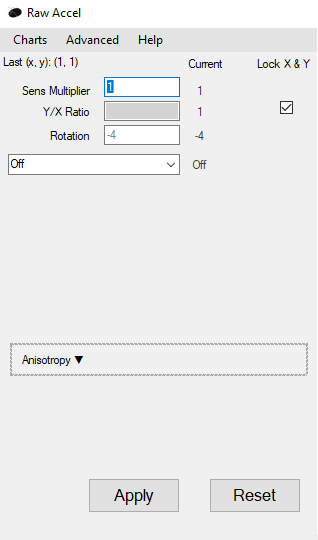 Raw Accel
Charts Advanced Help
Last (x, y): (1, 1) Current Lock X & Y
Sens Multiplier 1 1
Y/X Ratio 1
Rotation -4 -4
Off Off
Anisotropy ▼
Apply Reset